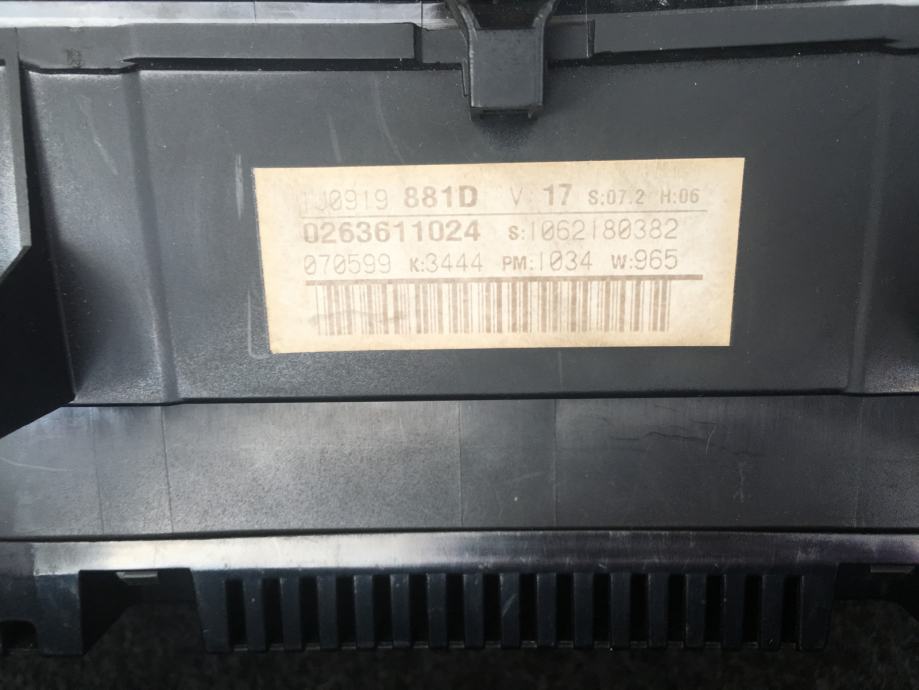 1J0919 881D V 17 S:07.2 H:06
0263611024 S:1062180382
070599 K:3444 PM:1034 W:965